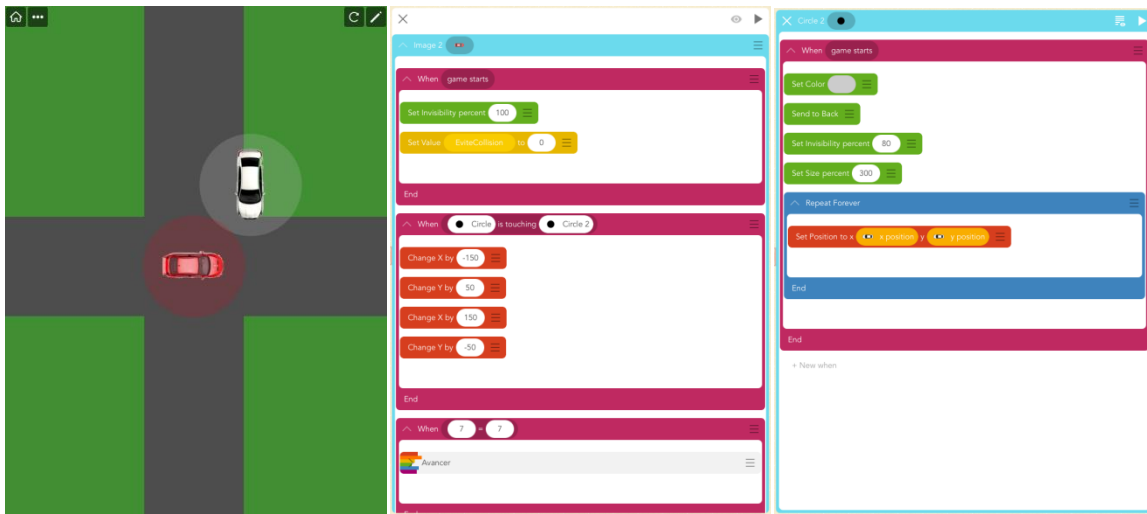 Image 2
When game starts
Set Invisibility percent 100
Set Value EviteCollision to 0
End
When Circle is touching Circle 2
Change X by -150
Change Y by 50
Change X by 150
Change Y by -50
End
When 7 = 7
Avancer
Circle 2
When game starts
Set Color
Send to Back
Set Invisibility percent 80
Set Size percent 300
Repeat Forever
Set Position to x x position y y position
End
End
+ New when